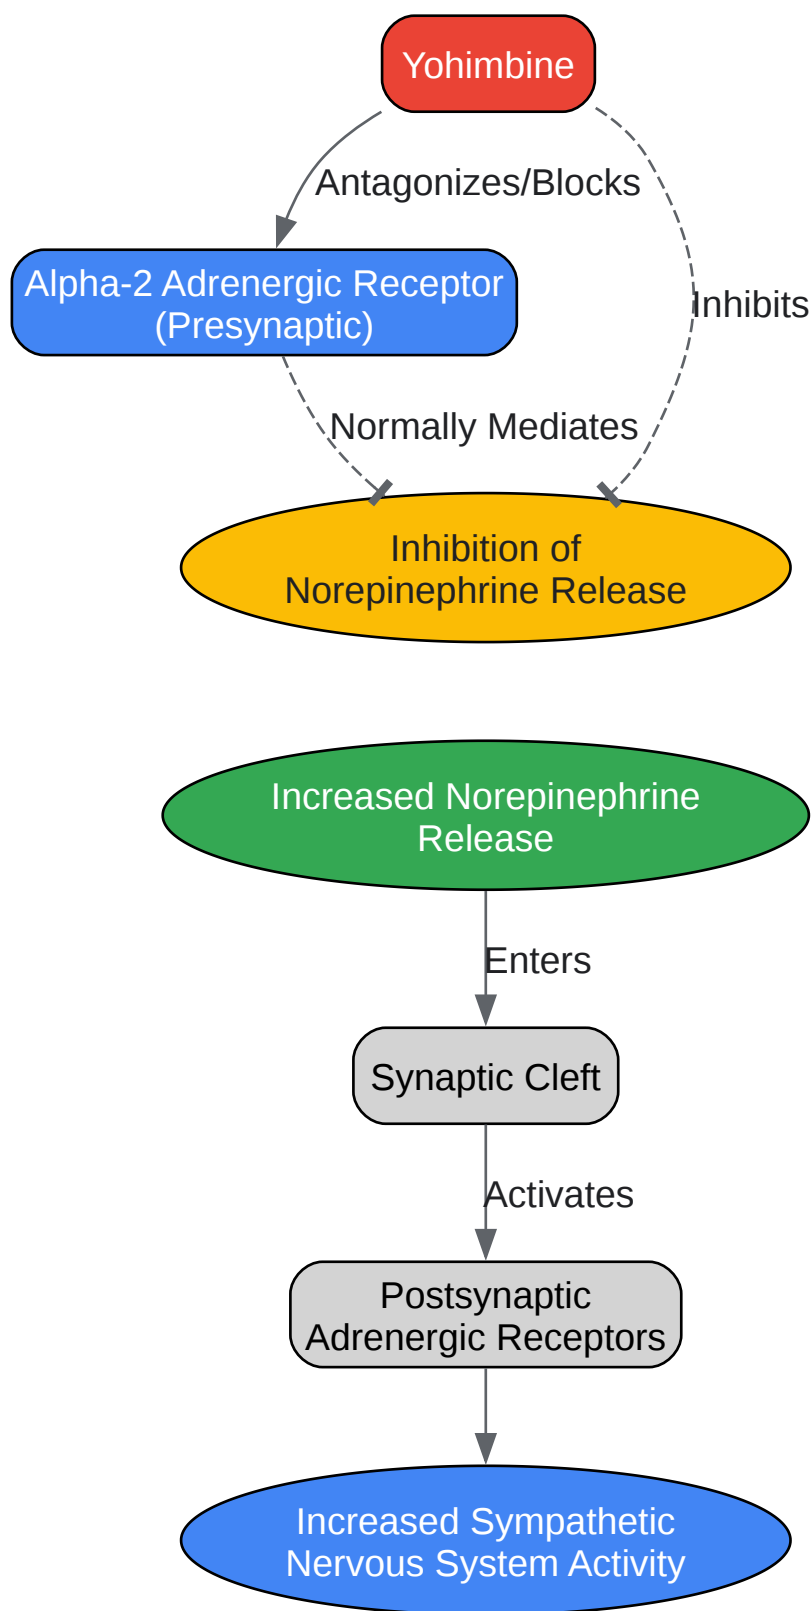 Yohimbine
Antagonizes/Blocks
Alpha-2 Adrenergic Receptor
(Presynaptic)
Inhibits
Normally Mediates
Inhibition of
Norepinephrine Release
Increased Norepinephrine
Release
Enters
Synaptic Cleft
Activates
Postsynaptic
Adrenergic Receptors
Increased Sympathetic
Nervous System Activity